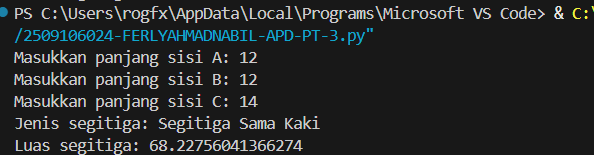 PS C:\Users\rogfx\AppData\Local\Programs\Microsoft VS Code> & C:\
/2509106024-FERLYAHMADNABIL-APD-PT-3.py"
Masukkan panjang sisi A: 12
Masukkan panjang sisi B: 12
Masukkan panjang sisi C: 14
Jenis segitiga: Segitiga Sama Kaki
Luas segitiga: 68.22756041366274